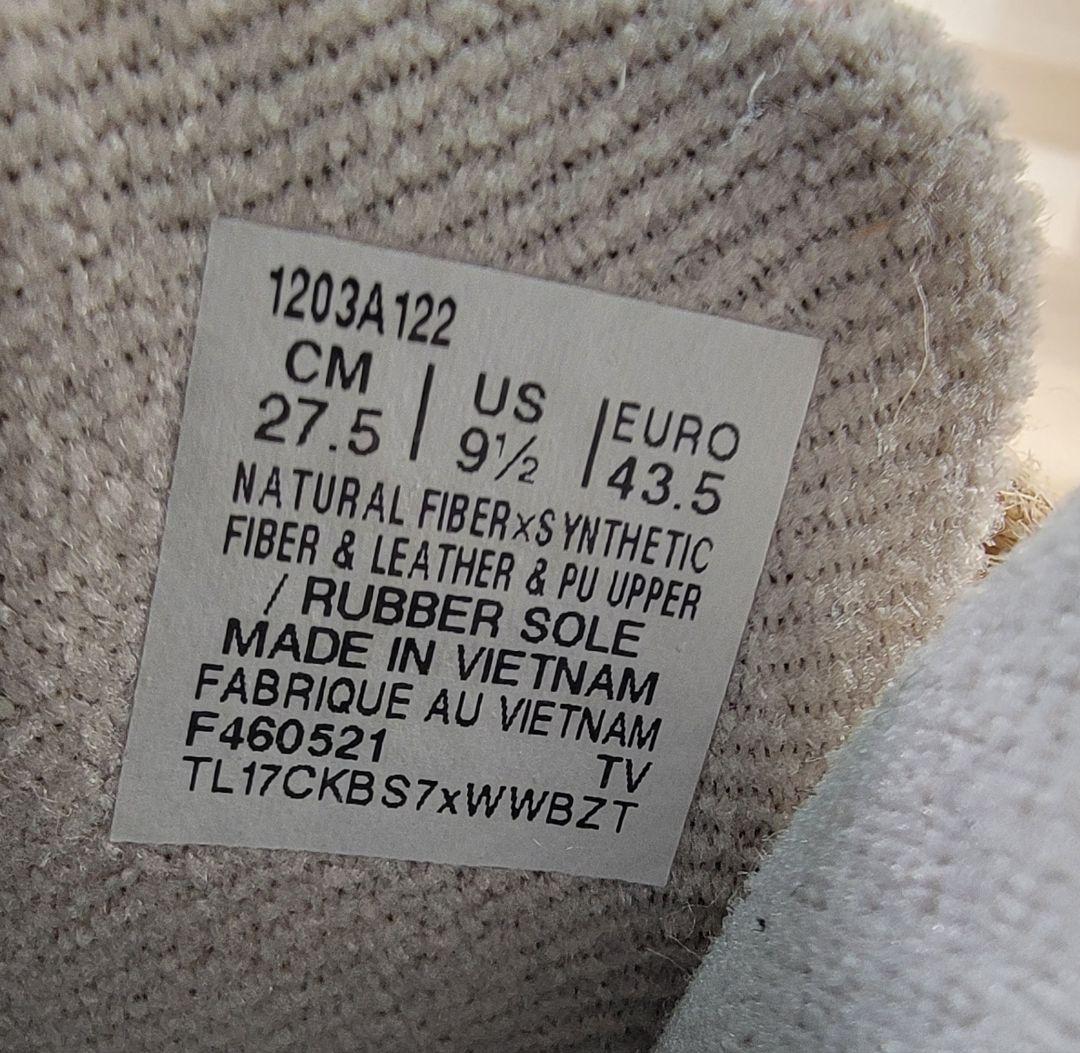 1203A122
CM | US | EURO
27.5 | 9½ | 43.5
NATURAL FIBER×SYNTHETIC
FIBER & LEATHER & PU UPPER
/ RUBBER SOLE
MADE IN VIETNAM
FABRIQUE AU VIETNAM
F460521 TV
TL17CKBS7xWWBZT